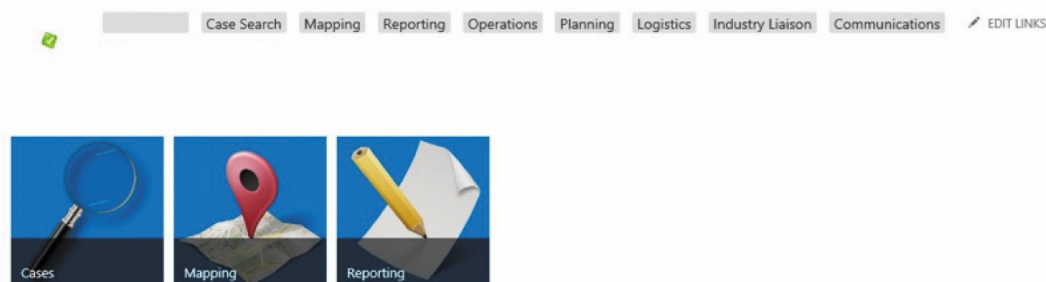 Case Search Mapping Reporting Operations Planning Logistics Industry Liaison Communications EDIT LINKS
Cases Mapping Reporting